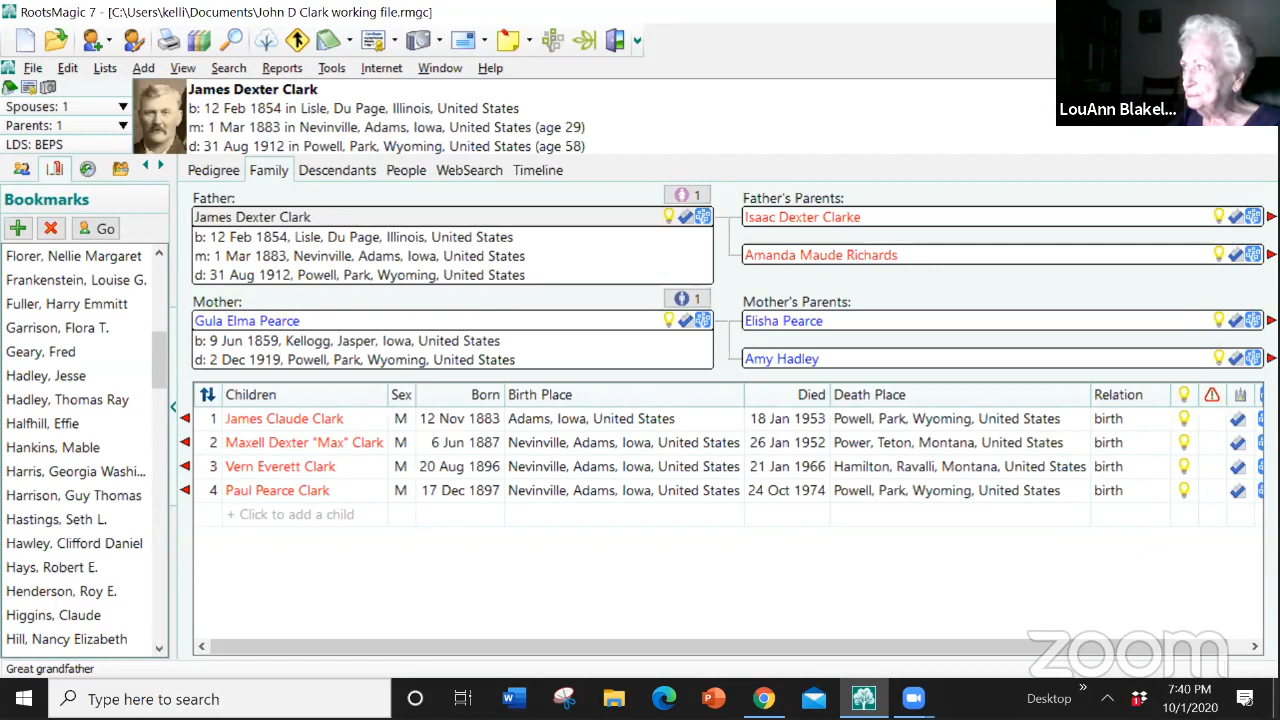 RootsMagic 7 - [C:\Users\kelli\Documents\John D Clark working file.rmgc]
File Edit Lists Add View Search Reports Tools Internet Window Help
Spouses: 1
Parents: 1
LDS: BEPS
James Dexter Clark
b: 12 Feb 1854 in Lisle, Du Page, Illinois, United States
m: 1 Mar 1883 in Nevinville, Adams, Iowa, United States (age 29)
d: 31 Aug 1912 in Powell, Park, Wyoming, United States (age 58)
LouAnn Blakel...
Pedigree Family Descendants People WebSearch Timeline
Bookmarks
Go
Florer, Nellie Margaret
Frankenstein, Louise G.
Fuller, Harry Emmitt
Garrison, Flora T.
Geary, Fred
Hadley, Jesse
Hadley, Thomas Ray
Halfhill, Effie
Hankins, Mable
Harris, Georgia Washi...
Harrison, Guy Thomas
Hastings, Seth L.
Hawley, Clifford Daniel
Hays, Robert E.
Henderson, Roy E.
Higgins, Claude
Hill, Nancy Elizabeth
Father: 1
James Dexter Clark
b: 12 Feb 1854, Lisle, Du Page, Illinois, United States
m: 1 Mar 1883, Nevinville, Adams, Iowa, United States
d: 31 Aug 1912, Powell, Park, Wyoming, United States
Father's Parents:
Isaac Dexter Clarke
Amanda Maude Richards
Mother: 1
Gula Elma Pearce
b: 9 Jun 1859, Kellogg, Jasper, Iowa, United States
d: 2 Dec 1919, Powell, Park, Wyoming, United States
Mother's Parents:
Elisha Pearce
Amy Hadley
Children Sex Born Birth Place Died Death Place Relation
1 James Claude Clark M 12 Nov 1883 Adams, Iowa, United States 18 Jan 1953 Powell, Park, Wyoming, United States birth
2 Maxell Dexter "Max" Clark M 6 Jun 1887 Nevinville, Adams, Iowa, United States 26 Jan 1952 Power, Teton, Montana, United States birth
3 Vern Everett Clark M 20 Aug 1896 Nevinville, Adams, Iowa, United States 21 Jan 1966 Hamilton, Ravalli, Montana, United States birth
4 Paul Pearce Clark M 17 Dec 1897 Nevinville, Adams, Iowa, United States 24 Oct 1974 Powell, Park, Wyoming, United States birth
+ Click to add a child
zoom
Great grandfather
Type here to search
Desktop
7:40 PM
10/1/2020